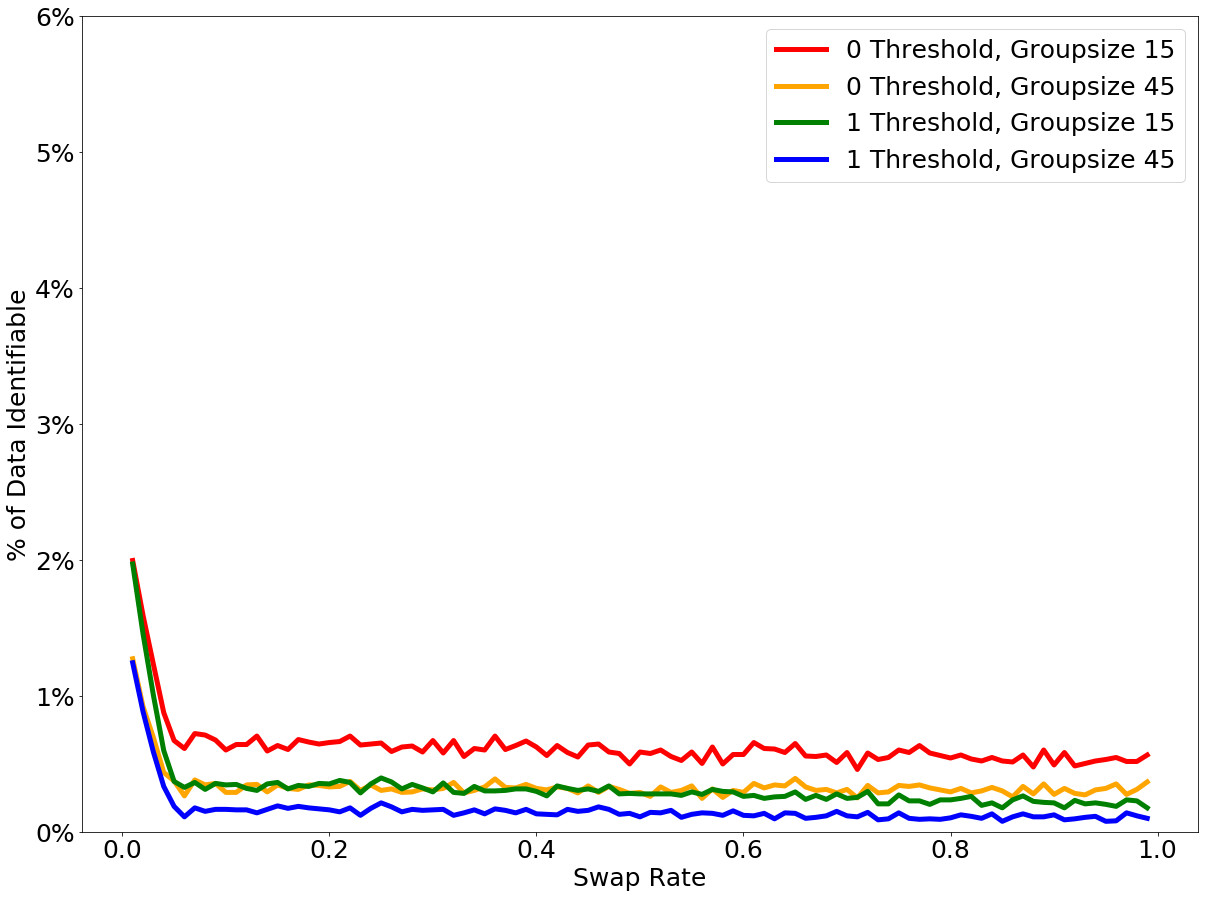 6%
5%
4%
3%
2%
1%
0%
% of Data Identifiable
0 Threshold, Groupsize 15
0 Threshold, Groupsize 45
1 Threshold, Groupsize 15
1 Threshold, Groupsize 45
0.0 0.2 0.4 0.6 0.8 1.0
Swap Rate